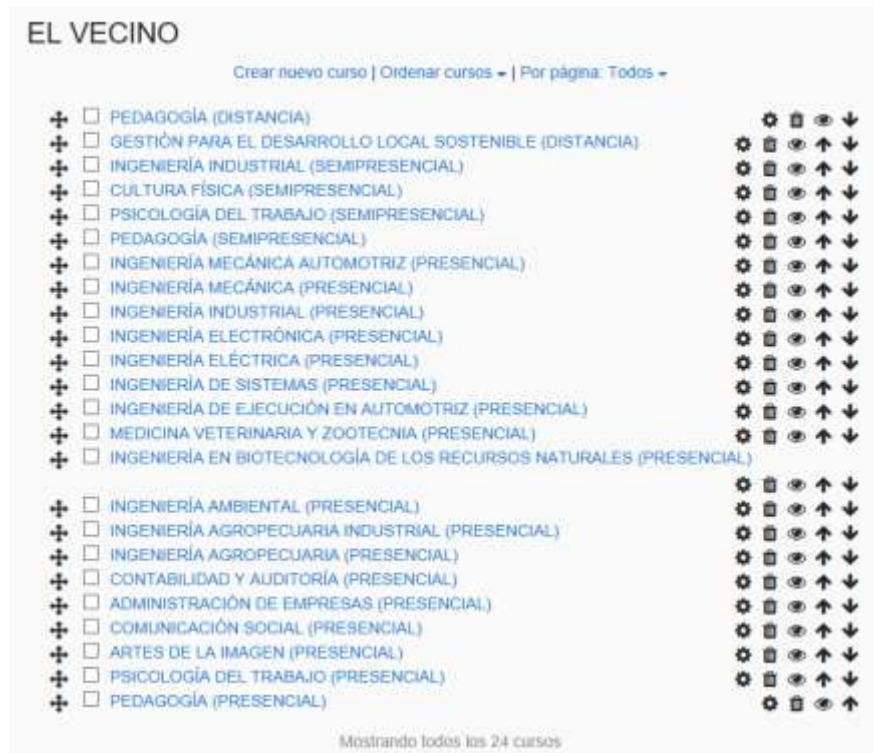 EL VECINO
Crear nuevo curso | Ordenar cursos | Por página: Todos
PEDAGOGÍA (DISTANCIA)
GESTIÓN PARA EL DESARROLLO LOCAL SOSTENIBLE (DISTANCIA)
INGENIERÍA INDUSTRIAL (SEMIPRESENCIAL)
CULTURA FÍSICA (SEMIPRESENCIAL)
PSICOLOGÍA DEL TRABAJO (SEMIPRESENCIAL)
PEDAGOGÍA (SEMIPRESENCIAL)
INGENIERÍA MECÁNICA AUTOMOTRIZ (PRESENCIAL)
INGENIERÍA MECÁNICA (PRESENCIAL)
INGENIERÍA INDUSTRIAL (PRESENCIAL)
INGENIERÍA ELECTRÓNICA (PRESENCIAL)
INGENIERÍA ELÉCTRICA (PRESENCIAL)
INGENIERÍA DE SISTEMAS (PRESENCIAL)
INGENIERÍA DE EJECUCIÓN EN AUTOMOTRIZ (PRESENCIAL)
MEDICINA VETERINARIA Y ZOOTECNIA (PRESENCIAL)
INGENIERÍA EN BIOTECNOLOGÍA DE LOS RECURSOS NATURALES (PRESENCIAL)
INGENIERÍA AMBIENTAL (PRESENCIAL)
INGENIERÍA AGROPECUARIA INDUSTRIAL (PRESENCIAL)
INGENIERÍA AGROPECUARIA (PRESENCIAL)
CONTABILIDAD Y AUDITORÍA (PRESENCIAL)
ADMINISTRACIÓN DE EMPRESAS (PRESENCIAL)
COMUNICACIÓN SOCIAL (PRESENCIAL)
ARTES DE LA IMAGEN (PRESENCIAL)
PSICOLOGÍA DEL TRABAJO (PRESENCIAL)
PEDAGOGÍA (PRESENCIAL)
Mostrando todos los 24 cursos